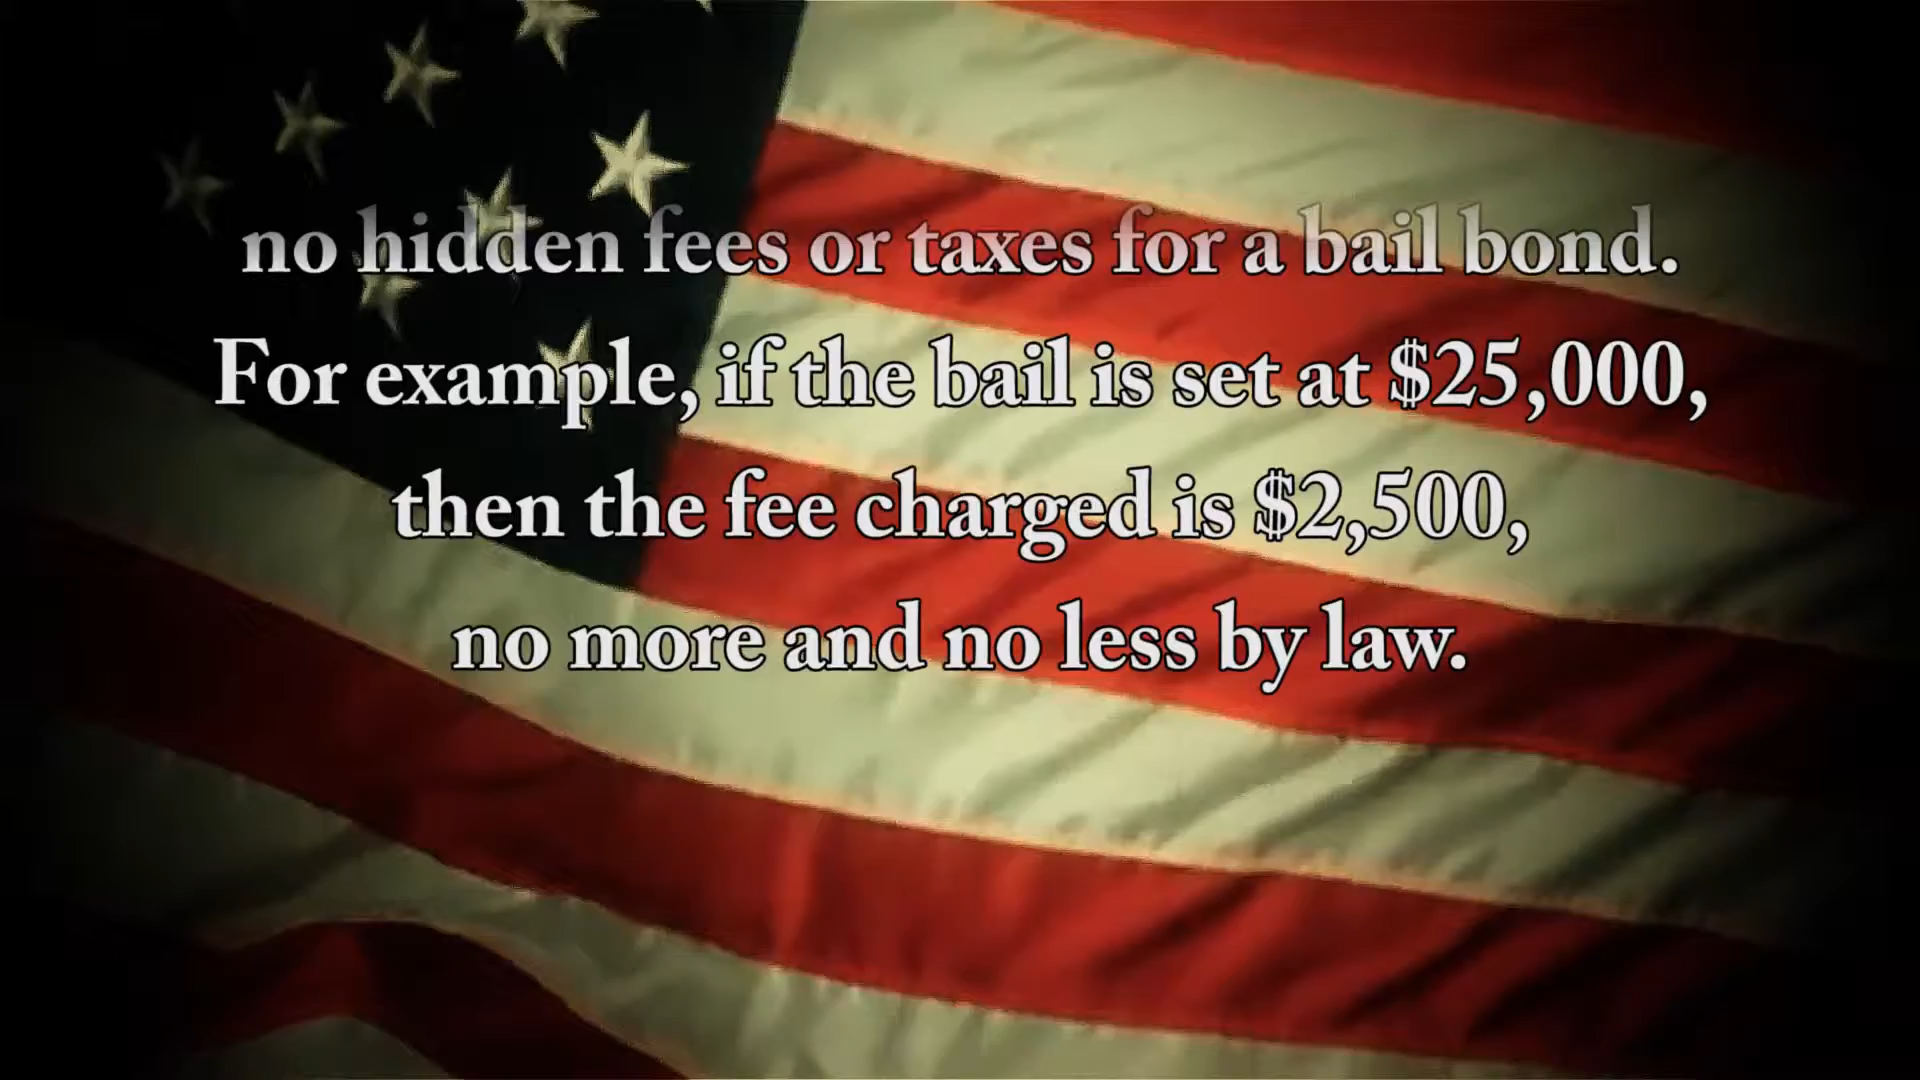 no hidden fees or taxes for a bail bond.
For example, if the bail is set at $25,000,
then the fee charged is $2,500,
no more and no less by law.